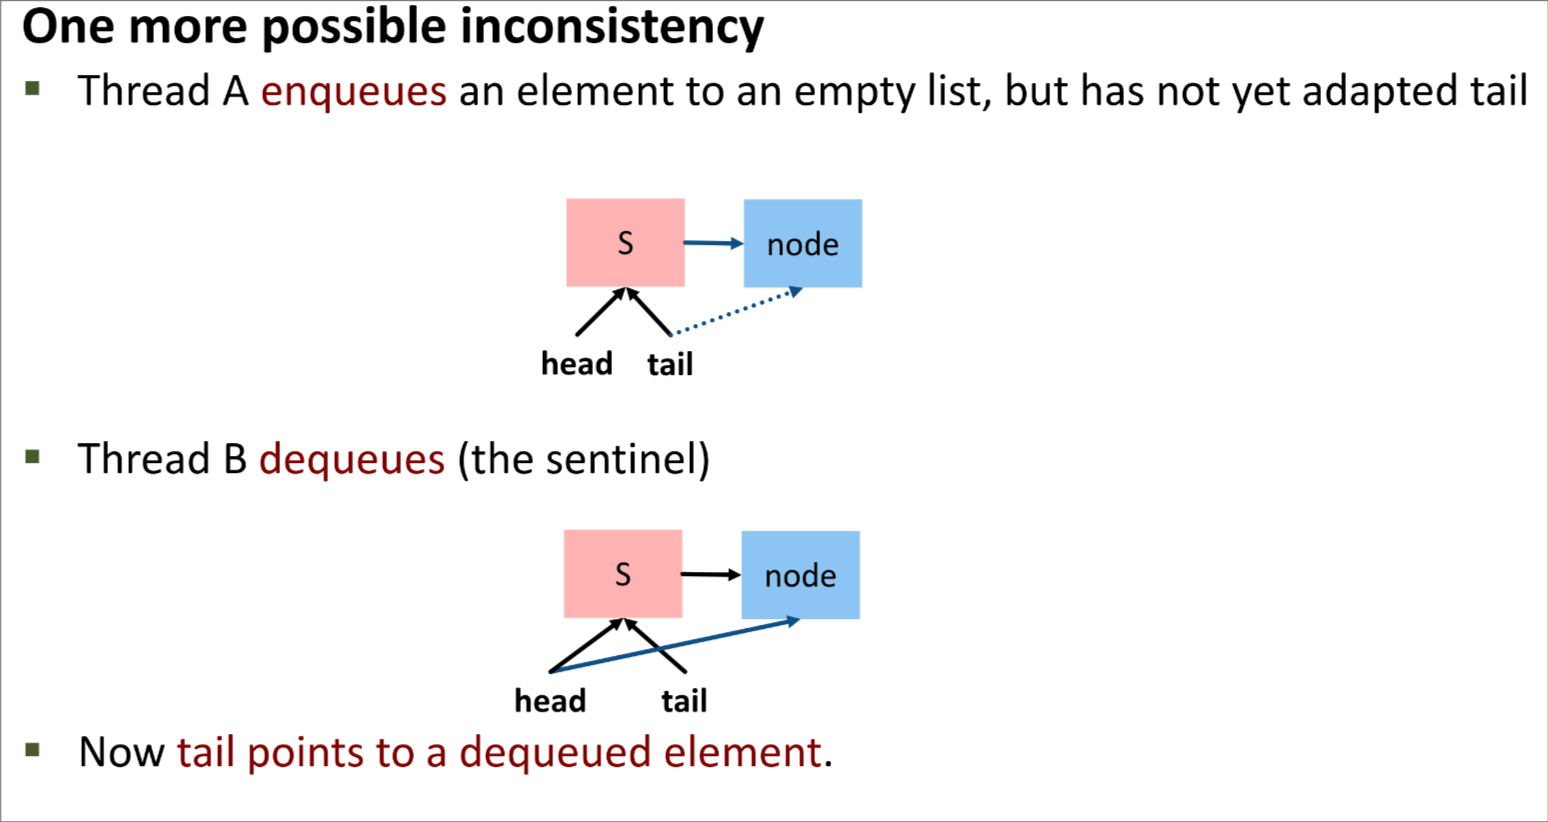 One more possible inconsistency
Thread A enqueues an element to an empty list, but has not yet adapted tail
S
node
head
tail
Thread B dequeues (the sentinel)
S
node
head
tail
Now tail points to a dequeued element.